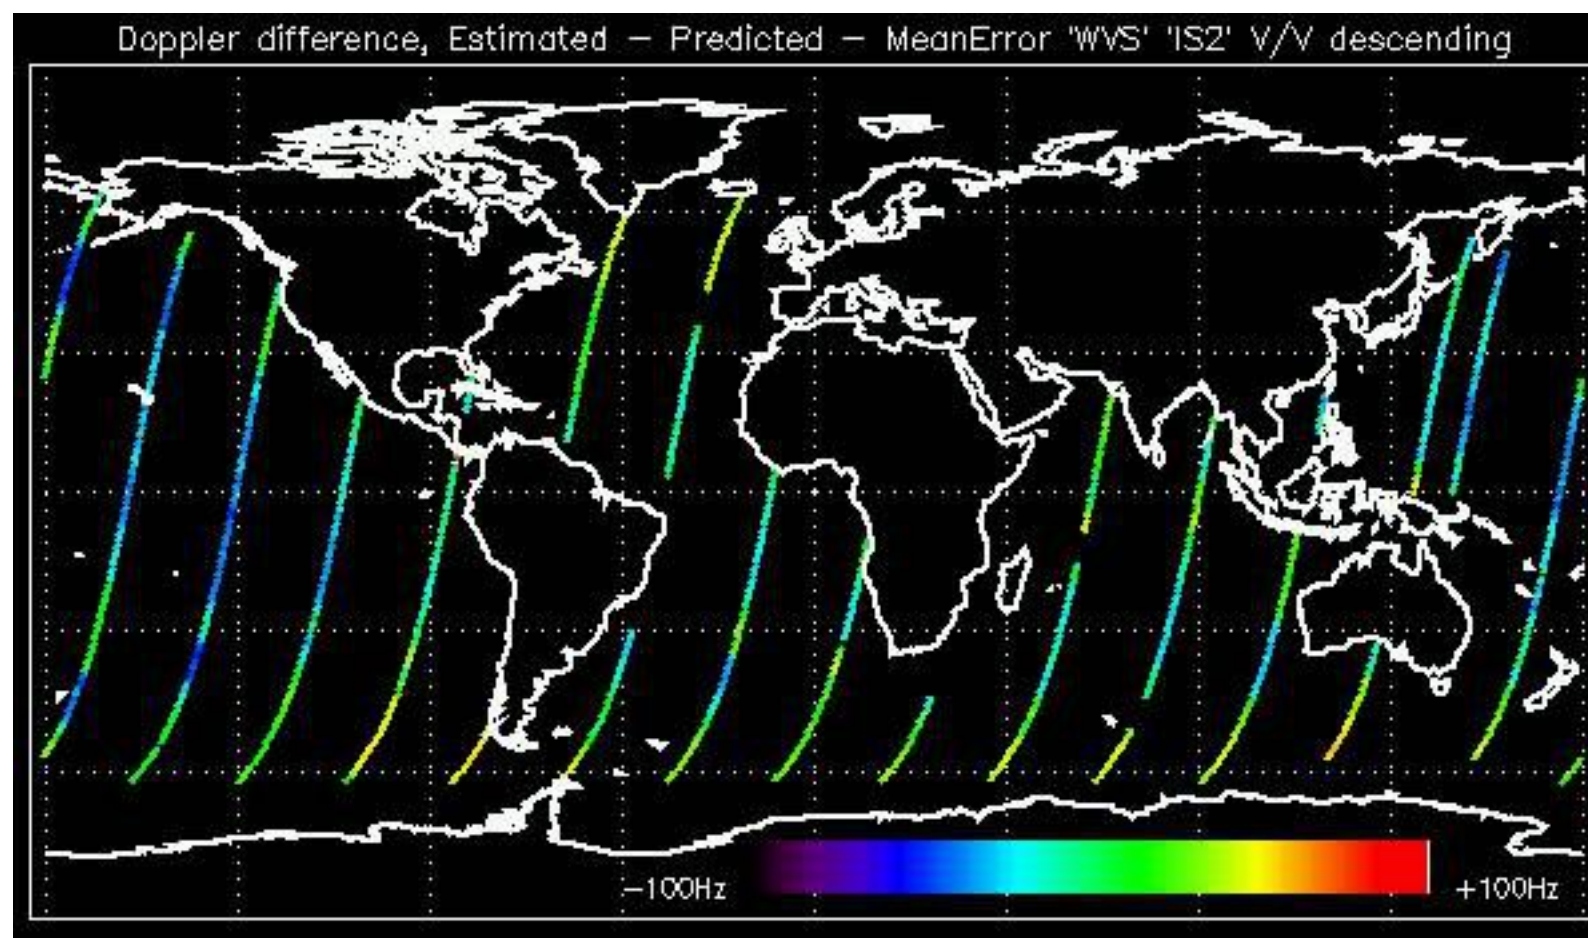 Doppler difference, Estimated - Predicted - MeanError 'WVS' 'IS2' V/V descending
-100Hz
+100Hz